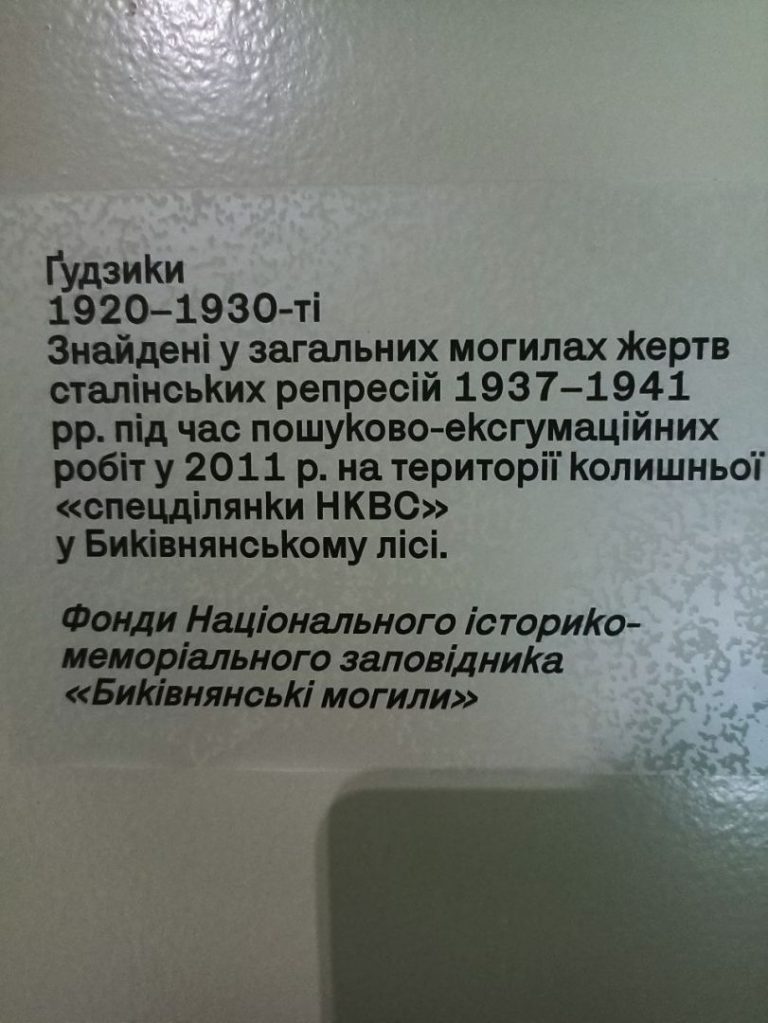 Ґудзики
1920–1930-ті
Знайдені у загальних могилах жертв
сталінських репресій 1937–1941
рр. під час пошуково-ексгумаційних
робіт у 2011 р. на території колишньої
«спецділянки НКВС»
у Биківнянському лісі.
Фонди Національного історико-
меморіального заповідника
«Биківнянські могили»